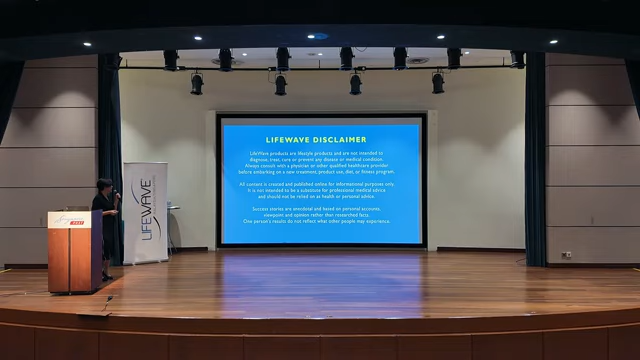 LIFEWAVE DISCLAIMER
LifeWave products are lifestyle products and are not intended to
diagnose, treat, cure or prevent any disease or medical condition.
Always consult with a physician or other qualified healthcare provider
before embarking on a new treatment, product use, diet, or fitness program.
All content is created and published online for informational purposes only.
It is not intended to be a substitute for professional medical advice
and should not be relied on as health or personal advice.
Success stories are anecdotal and based on personal accounts,
viewpoint and opinion rather than researched facts.
One person's results do not reflect what other people may experience.
LIFEWAVE
POST